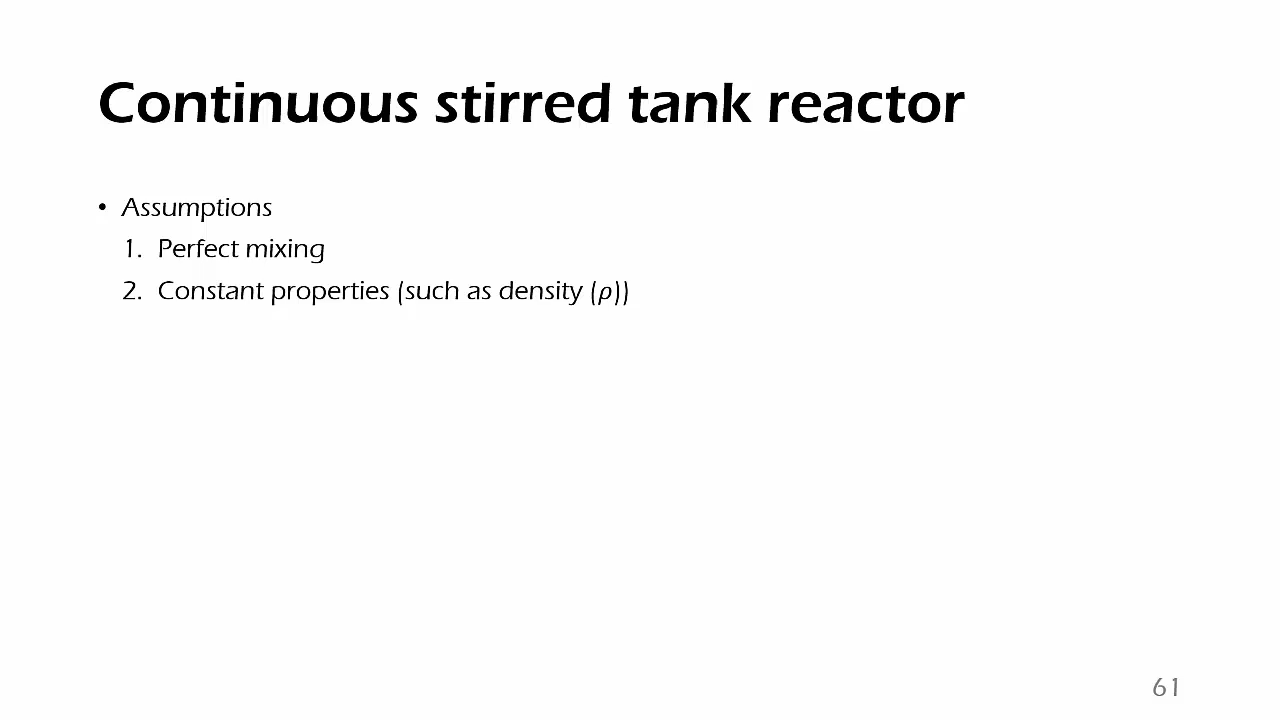 Continuous stirred tank reactor
• Assumptions
1. Perfect mixing
2. Constant properties (such as density (ρ))
61